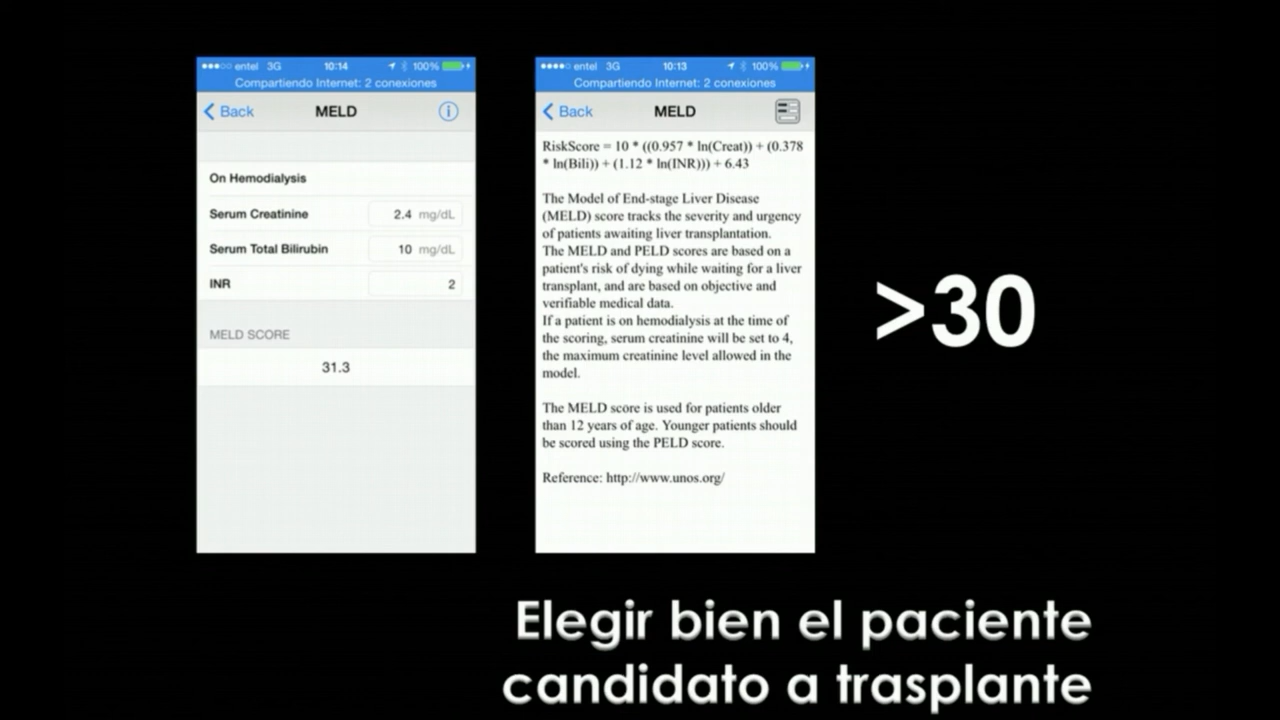 entel 3G 10:14 100%
Compartiendo Internet: 2 conexiones
Back MELD i
On Hemodialysis
Serum Creatinine 2.4 mg/dL
Serum Total Bilirubin 10 mg/dL
INR 2
MELD SCORE
31.3
entel 3G 10:13 100%
Compartiendo Internet: 2 conexiones
Back MELD
RiskScore = 10 * ((0.957 * ln(Creat)) + (0.378
* ln(Bili)) + (1.12 * ln(INR))) + 6.43
The Model of End-stage Liver Disease
(MELD) score tracks the severity and urgency
of patients awaiting liver transplantation.
The MELD and PELD scores are based on a
patient's risk of dying while waiting for a liver
transplant, and are based on objective and
verifiable medical data.
If a patient is on hemodialysis at the time of
the scoring, serum creatinine will be set to 4,
the maximum creatinine level allowed in the
model.
The MELD score is used for patients older
than 12 years of age. Younger patients should
be scored using the PELD score.
Reference: http://www.unos.org/
>30
Elegir bien el paciente
candidato a trasplante